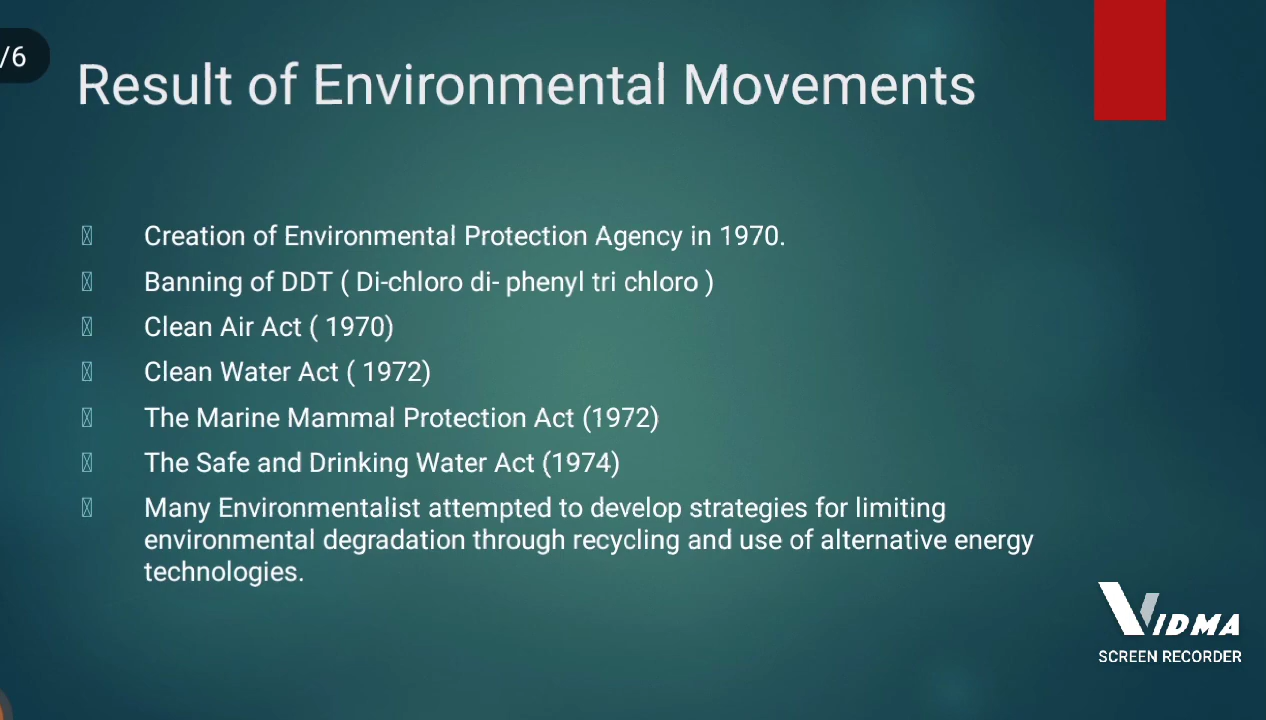 /6
Result of Environmental Movements
Creation of Environmental Protection Agency in 1970.
Banning of DDT ( Di-chloro di- phenyl tri chloro )
Clean Air Act ( 1970)
Clean Water Act ( 1972)
The Marine Mammal Protection Act (1972)
The Safe and Drinking Water Act (1974)
Many Environmentalist attempted to develop strategies for limiting
environmental degradation through recycling and use of alternative energy
technologies.
VIDMA
SCREEN RECORDER